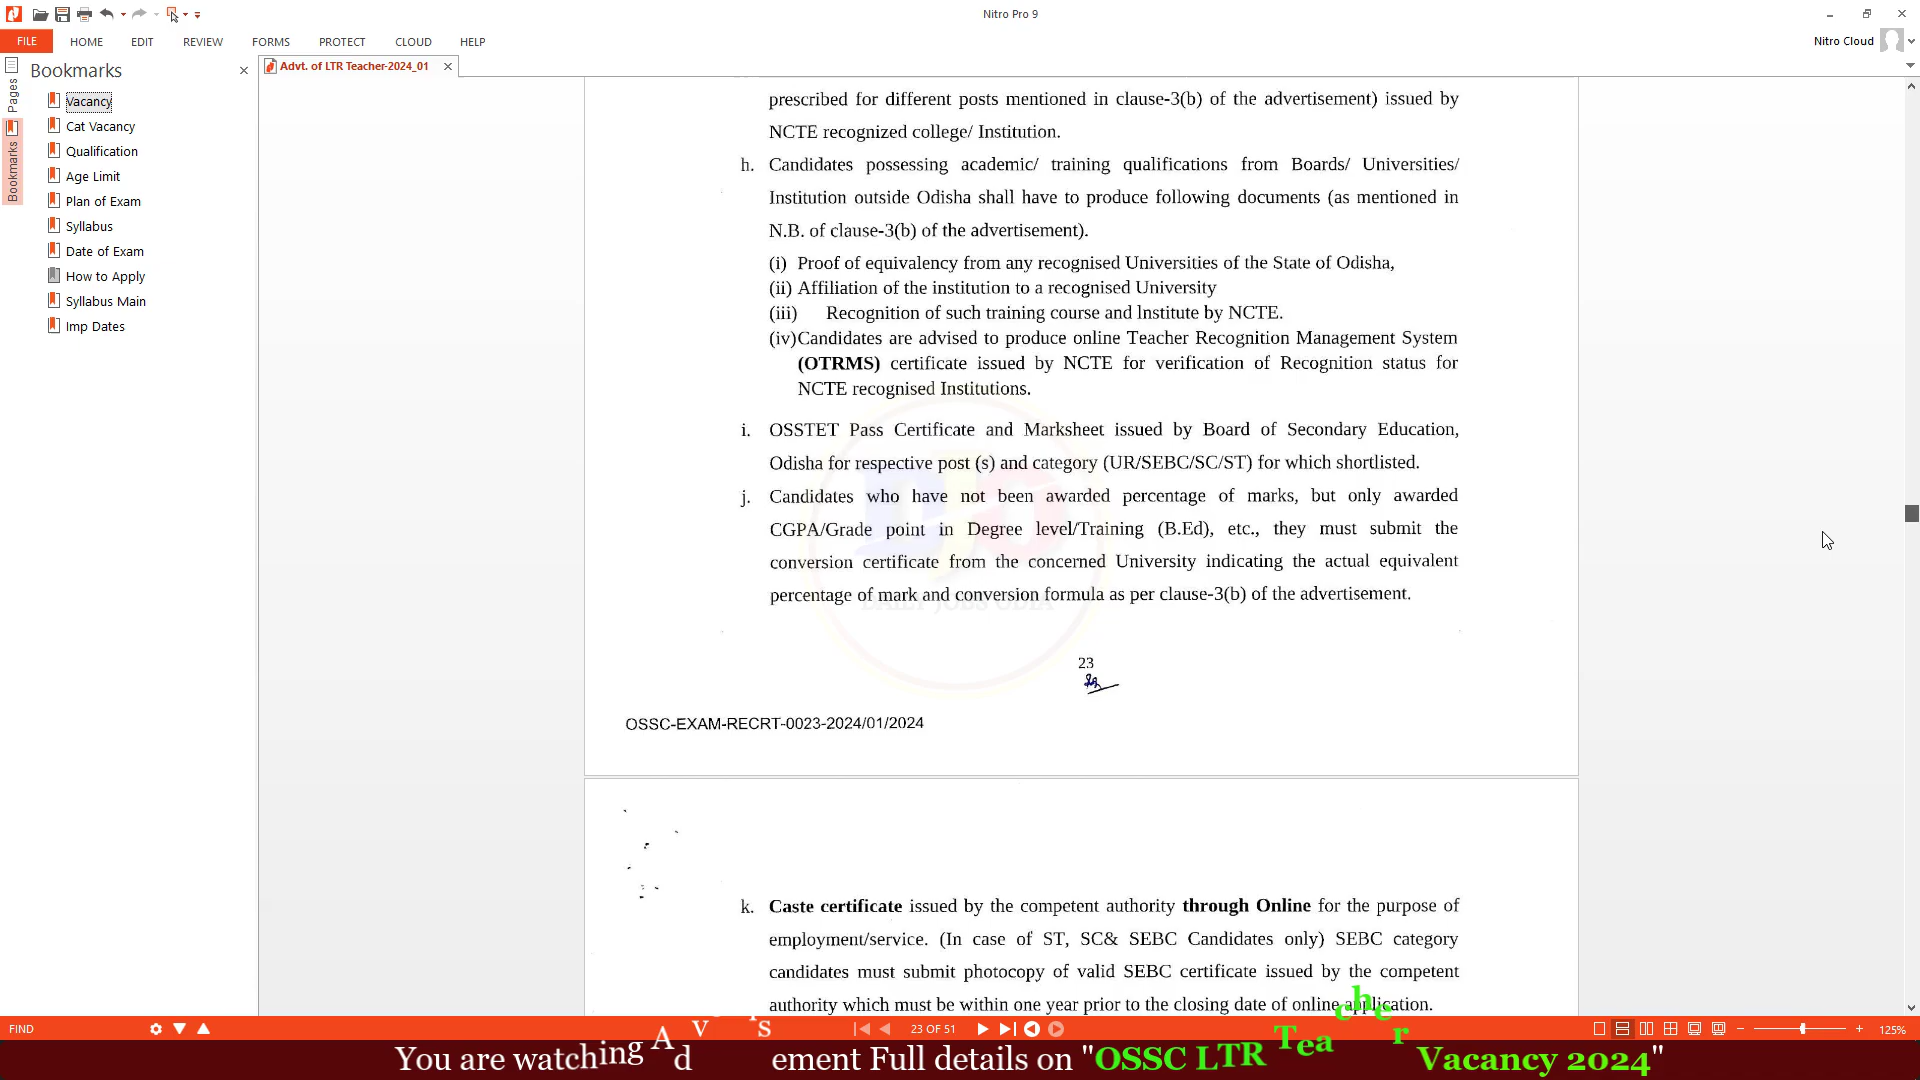 Nitro Pro 9
FILE HOME EDIT REVIEW FORMS PROTECT CLOUD HELP
Nitro Cloud
Pages
Bookmarks
Bookmarks
Vacancy
Cat Vacancy
Qualification
Age Limit
Plan of Exam
Syllabus
Date of Exam
How to Apply
Syllabus Main
Imp Dates
Advt. of LTR Teacher-2024_01
prescribed for different posts mentioned in clause-3(b) of the advertisement) issued by
NCTE recognized college/ Institution.
h. Candidates possessing academic/ training qualifications from Boards/ Universities/
Institution outside Odisha shall have to produce following documents (as mentioned in
N.B. of clause-3(b) of the advertisement).
(i) Proof of equivalency from any recognised Universities of the State of Odisha,
(ii) Affiliation of the institution to a recognised University
(iii) Recognition of such training course and lnstitute by NCTE.
(iv)Candidates are advised to produce online Teacher Recognition Management System
(OTRMS) certificate issued by NCTE for verification of Recognition status for
NCTE recognised Institutions.
i. OSSTET Pass Certificate and Marksheet issued by Board of Secondary Education,
Odisha for respective post (s) and category (UR/SEBC/SC/ST) for which shortlisted.
j. Candidates who have not been awarded percentage of marks, but only awarded
CGPA/Grade point in Degree level/Training (B.Ed), etc., they must submit the
conversion certificate from the concerned University indicating the actual equivalent
percentage of mark and conversion formula as per clause-3(b) of the advertisement.
DJO
DAILY JOBS ODIA
23
OSSC-EXAM-RECRT-0023-2024/01/2024
k. Caste certificate issued by the competent authority through Online for the purpose of
employment/service. (In case of ST, SC& SEBC Candidates only) SEBC category
candidates must submit photocopy of valid SEBC certificate issued by the competent
authority which must be within one year prior to the closing date of online application.
FIND
23 OF 51
125%
You are watching Ad ement Full details on "OSSC LTR Teacher Vacancy 2024"